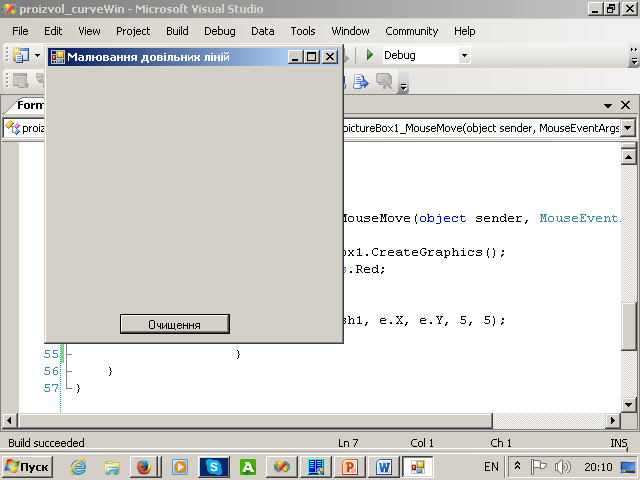 proizvol_curveWin - Microsoft Visual Studio
File Edit View Project Build Debug Data Tools Window Community Help
Малювання довільних ліній
Debug
Form
proiz
pictureBox1_MouseMove(object sender, MouseEventArgs
MouseMove(object sender, MouseEvent
x1.CreateGraphics();
s.Red;
sh1, e.X, e.Y, 5, 5);
Очищення
55 }
56 }
57 }
Build succeeded Ln 7 Col 1 Ch 1 INS
Пуск EN 20:10